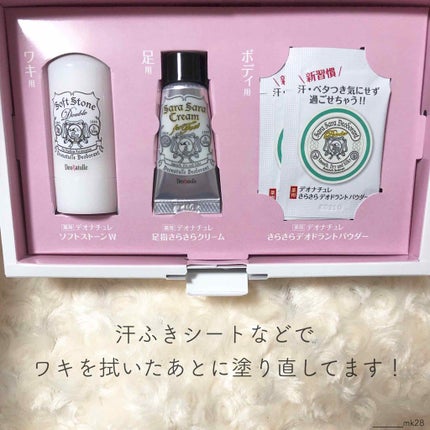 ワキ用
足用
ボディ用
Soft Stone
Double
Deonatulle
Sara Sara
Cream
for foot
Dermatulle Deodorant
Deonatulle
新習慣
汗・ベタつき気にせず
過ごせちゃう!!
Sara Sara Deodorant
薬用 デオナチュレ
ソフトストーンW
薬用 デオナチュレ
足指さらさらクリーム
薬用 デオナチュレ
さらさらデオドラントパウダー
汗ふきシートなどで
ワキを拭いたあとに塗り直してます！
mk28